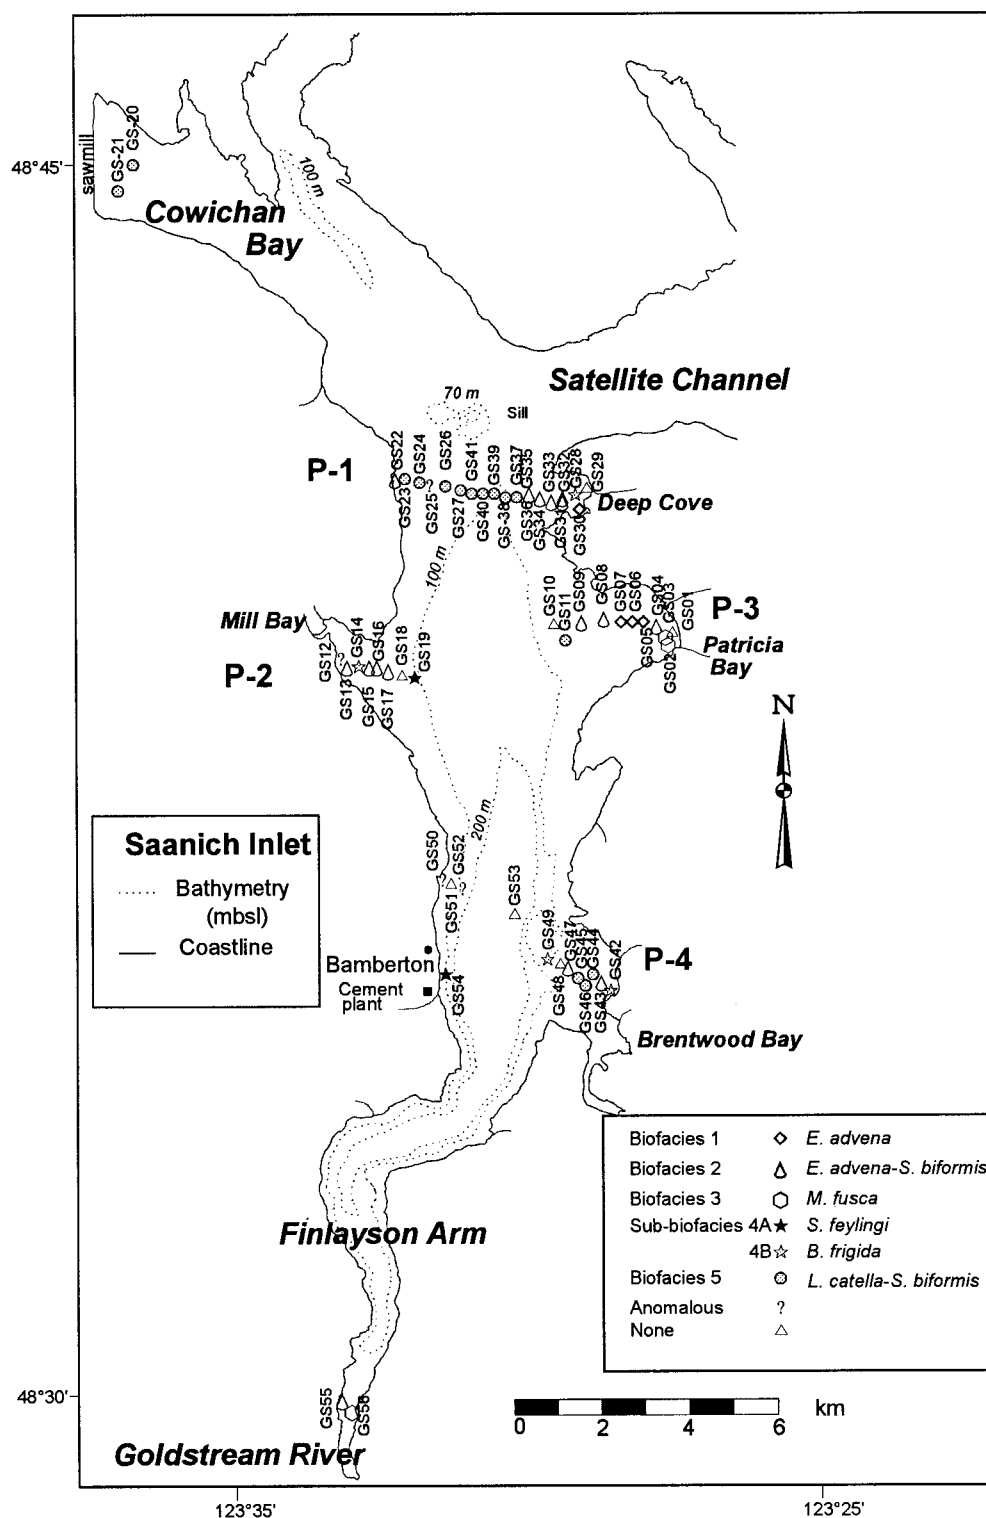 48°45'
sawmill
GS-21
GS-20
100 m
Cowichan
Bay
Satellite Channel
70 m
Sill
P-1
GS22
GS23
GS24
GS25
?
GS26
GS27
GS41
GS40
GS39
GS-38
GS37
GS36
GS35
GS34
GS33
GS31
GS32
GS28
GS30
GS29
Deep Cove
100 m
GS10
GS11
GS09
GS08
GS07
GS06
GS05
GS04
GS03
GS02
GS01
P-3
Patricia
Bay
Mill Bay
P-2
GS12
?
GS13
GS14
GS15
GS16
GS17
GS18
GS19
N
200 m
Saanich Inlet
Bathymetry
(mbsl)
Coastline
GS50
?
GS52
GS51
?
GS53
GS54
Bamberton
Cement
plant
GS49
GS48
GS47
GS45
GS46
GS44
GS43
GS42
P-4
Brentwood Bay
Biofacies 1 E. advena
Biofacies 2 E. advena-S. biformis
Biofacies 3 M. fusca
Sub-biofacies 4A S. feylingi
4B B. frigida
Biofacies 5 L. catella-S. biformis
Anomalous ?
None
Finlayson Arm
48°30'
GS55
GS56
Goldstream River
0 2 4 6 km
123°35'
123°25'